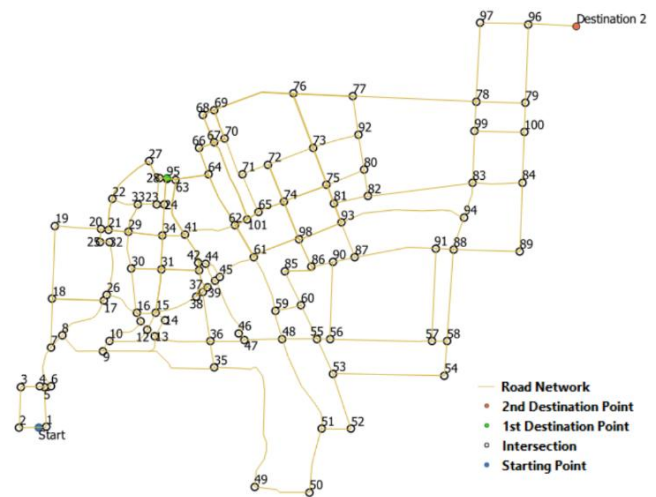 97 96 Destination 2
76 77 78 79
68 69
99 100
66 67 70 73 92
27 71 72 80
28 95 64 75 83 84
63
22 33 23 24 74 81 82
65
19 20 21 29 34 41 62 101 93 94
25 32 98
61 91 88 89
30 31 42 44 85 86 90 87
45
26 37 39
18 17 38 59 60
16 15
14
8 10 12 13 36 46 48 55 56 57 58
7 9 47
35 53 54
3 4 6
5
2 1 51 52
Start
49 50
Road Network
2nd Destination Point
1st Destination Point
Intersection
Starting Point